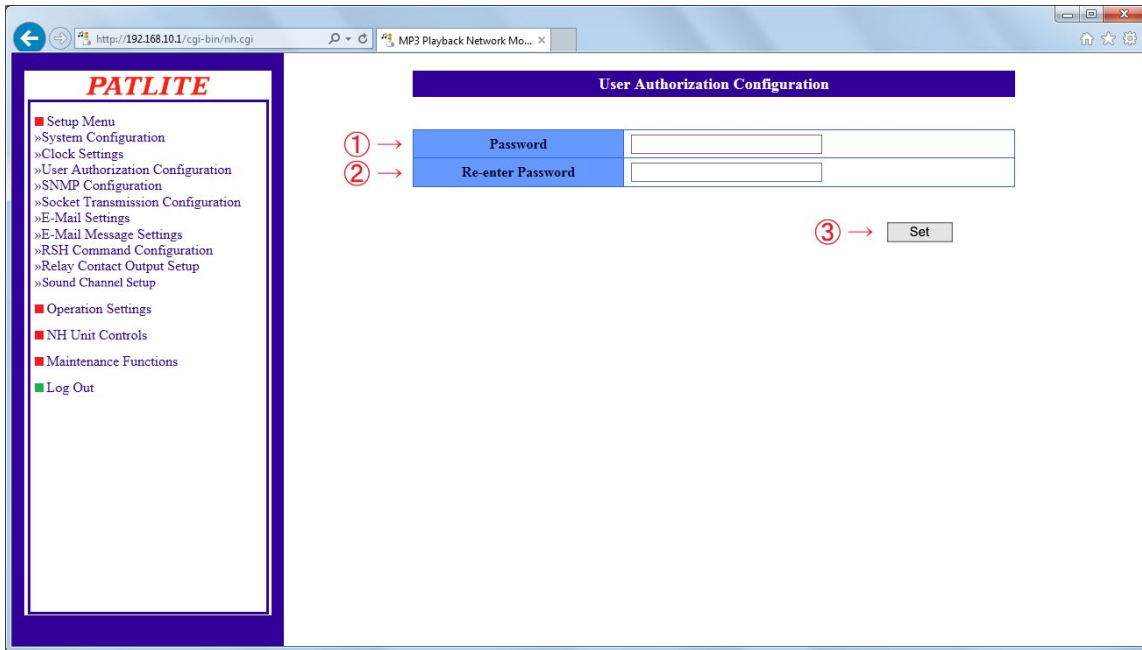 http://192.168.10.1/cgi-bin/nh.cgi
MP3 Playback Network Mo...
PATLITE
Setup Menu
»System Configuration
»Clock Settings
»User Authorization Configuration
»SNMP Configuration
»Socket Transmission Configuration
»E-Mail Settings
»E-Mail Message Settings
»RSH Command Configuration
»Relay Contact Output Setup
»Sound Channel Setup
Operation Settings
NH Unit Controls
Maintenance Functions
Log Out
User Authorization Configuration
① → Password
② → Re-enter Password
③ → Set